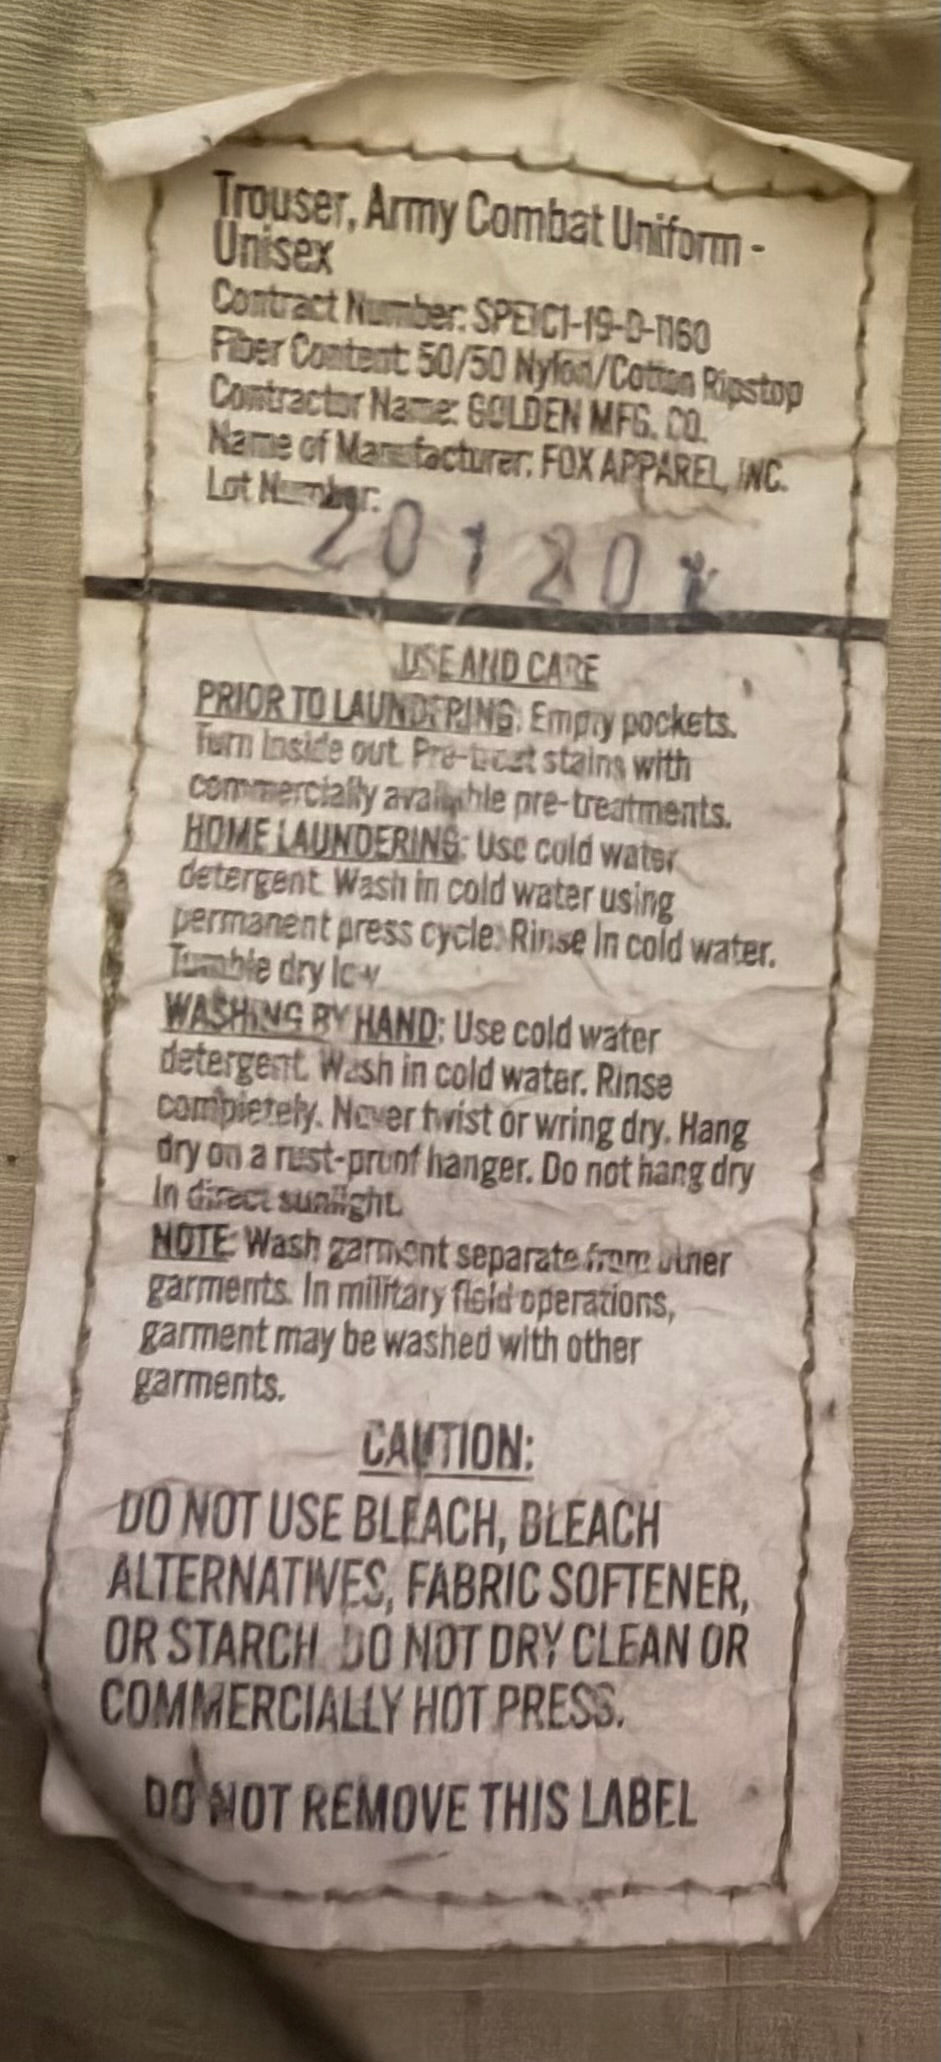 Trouser, Army Combat Uniform -
Unisex
Contract Number: SPE1C1-19-D-1160
Fiber Content: 50/50 Nylon/Cotton Ripstop
Contractor Name: GOLDEN MFG. CO.
Name of Manufacturer: FOX APPAREL, INC.
Lot Number:
USE AND CARE
PRIOR TO LAUNDERING: Empty pockets.
Turn inside out. Pre-treat stains with
commercially available pre-treatments.
HOME LAUNDERING: Use cold water
detergent. Wash in cold water using
permanent press cycle. Rinse in cold water.
Tumble dry low
WASHING BY HAND: Use cold water
detergent. Wash in cold water. Rinse
completely. Never twist or wring dry. Hang
dry on a rust-proof hanger. Do not hang dry
in direct sunlight.
NOTE: Wash garment separate from other
garments. In military field operations,
garment may be washed with other
garments.
CAUTION:
DO NOT USE BLEACH, BLEACH
ALTERNATIVES, FABRIC SOFTENER,
OR STARCH. DO NOT DRY CLEAN OR
COMMERCIALLY HOT PRESS.
DO NOT REMOVE THIS LABEL